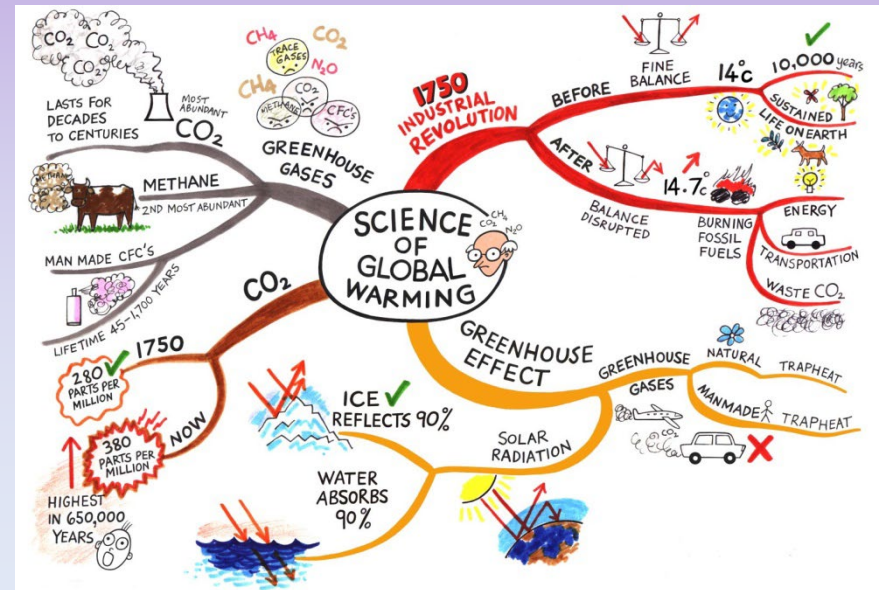 SCIENCE
OF
GLOBAL
WARMING
CH4
CO2
N2O
1750
INDUSTRIAL
REVOLUTION
BEFORE
FINE
BALANCE
14°c
10,000 years
SUSTAINED
LIFE ON EARTH
AFTER
BALANCE
DISRUPTED
14.7°c
BURNING
FOSSIL
FUELS
ENERGY
TRANSPORTATION
WASTE CO2
GREENHOUSE
EFFECT
GREENHOUSE
GASES
NATURAL
TRAPHEAT
MANMADE
TRAPHEAT
CO2
SOLAR
RADIATION
ICE
REFLECTS 90%
WATER
ABSORBS
90%
CO2
1750
280
PARTS PER
MILLION
NOW
380
PARTS PER
MILLION
HIGHEST
IN 650,000
YEARS
GREENHOUSE
GASES
CH4
CO2
TRACE
GASES
N2O
CH4
CO2
METHANE
CFC's
CO2
CO2
CO2
MOST
ABUNDANT
CO2
LASTS FOR
DECADES
TO CENTURIES
METHANE
METHANE
2ND MOST ABUNDANT
MAN MADE CFC'S
LIFETIME 45-1,700 YEARS